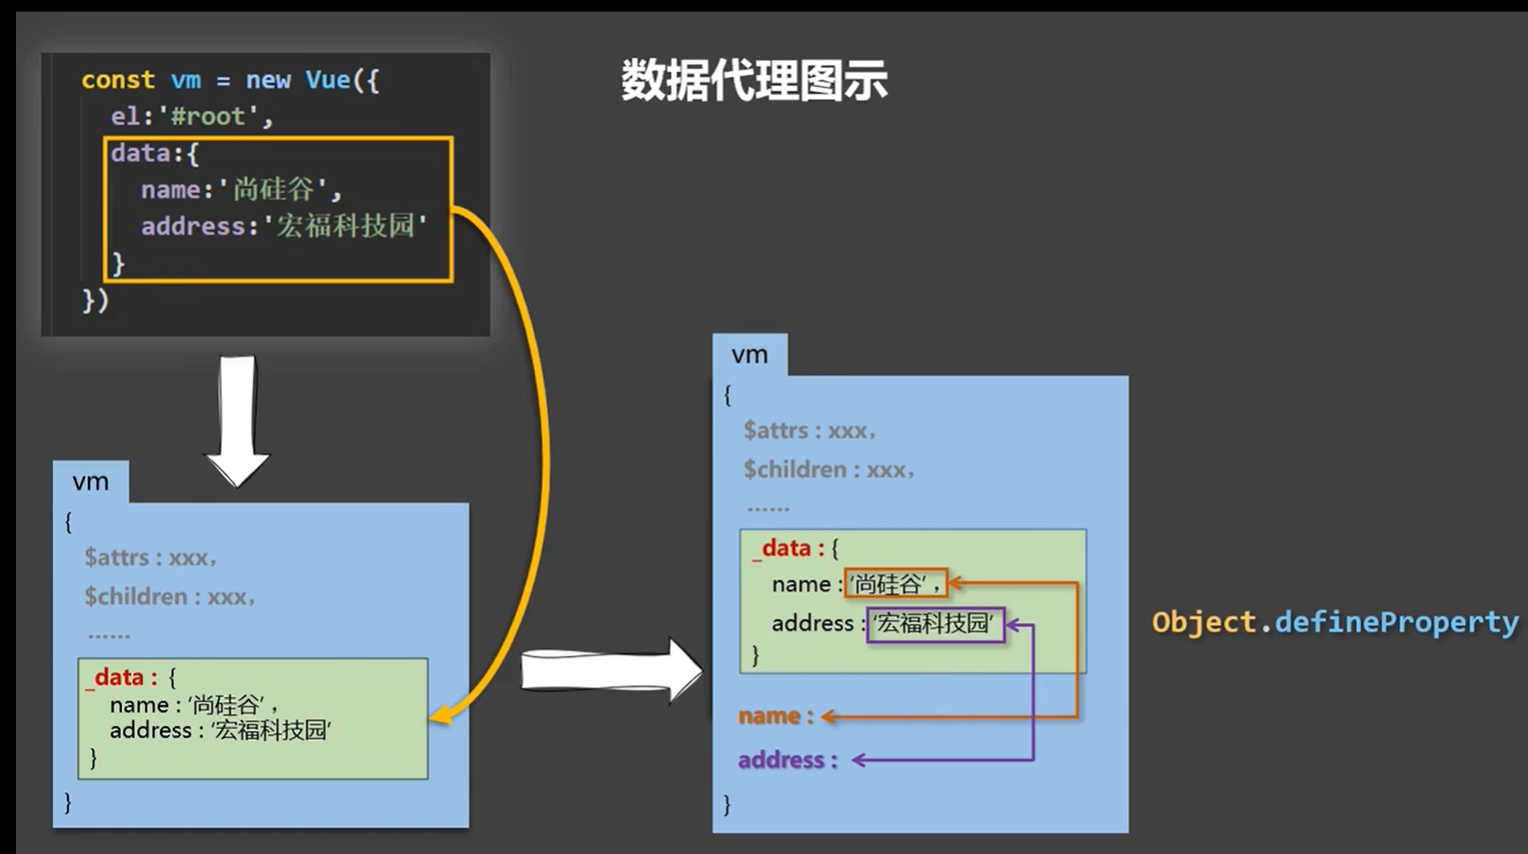 数据代理图示
const vm = new Vue({
el:'#root',
data:{
name:'尚硅谷',
address:'宏福科技园'
}
})
vm
{
$attrs : xxx，
$children : xxx，
······
_data : {
name : ‘尚硅谷’，
address : ‘宏福科技园’
}
}
vm
{
$attrs : xxx，
$children : xxx，
······
_data : {
name : ‘尚硅谷’，
address : ‘宏福科技园’
}
name :
address :
}
Object.defineProperty